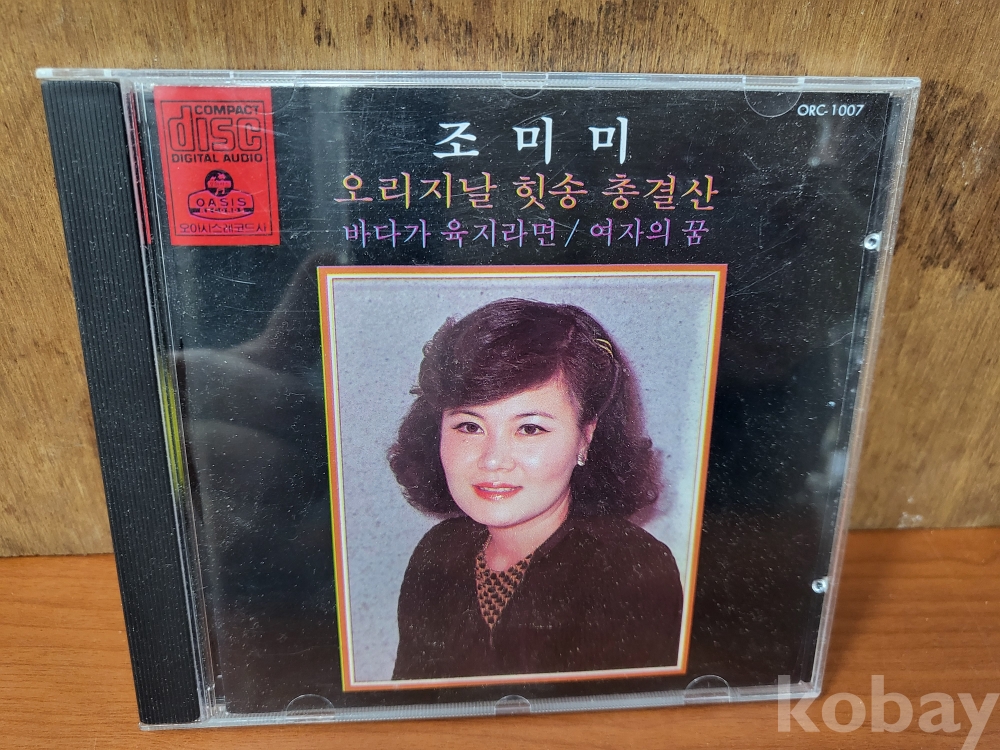 COMPACT
disc
DIGITAL AUDIO
OASIS
RECORDS
오아시스레코드사
ORC-1007
조 미 미
오리지날 힛송 총결산
바다가 육지라면 / 여자의 꿈
kobay